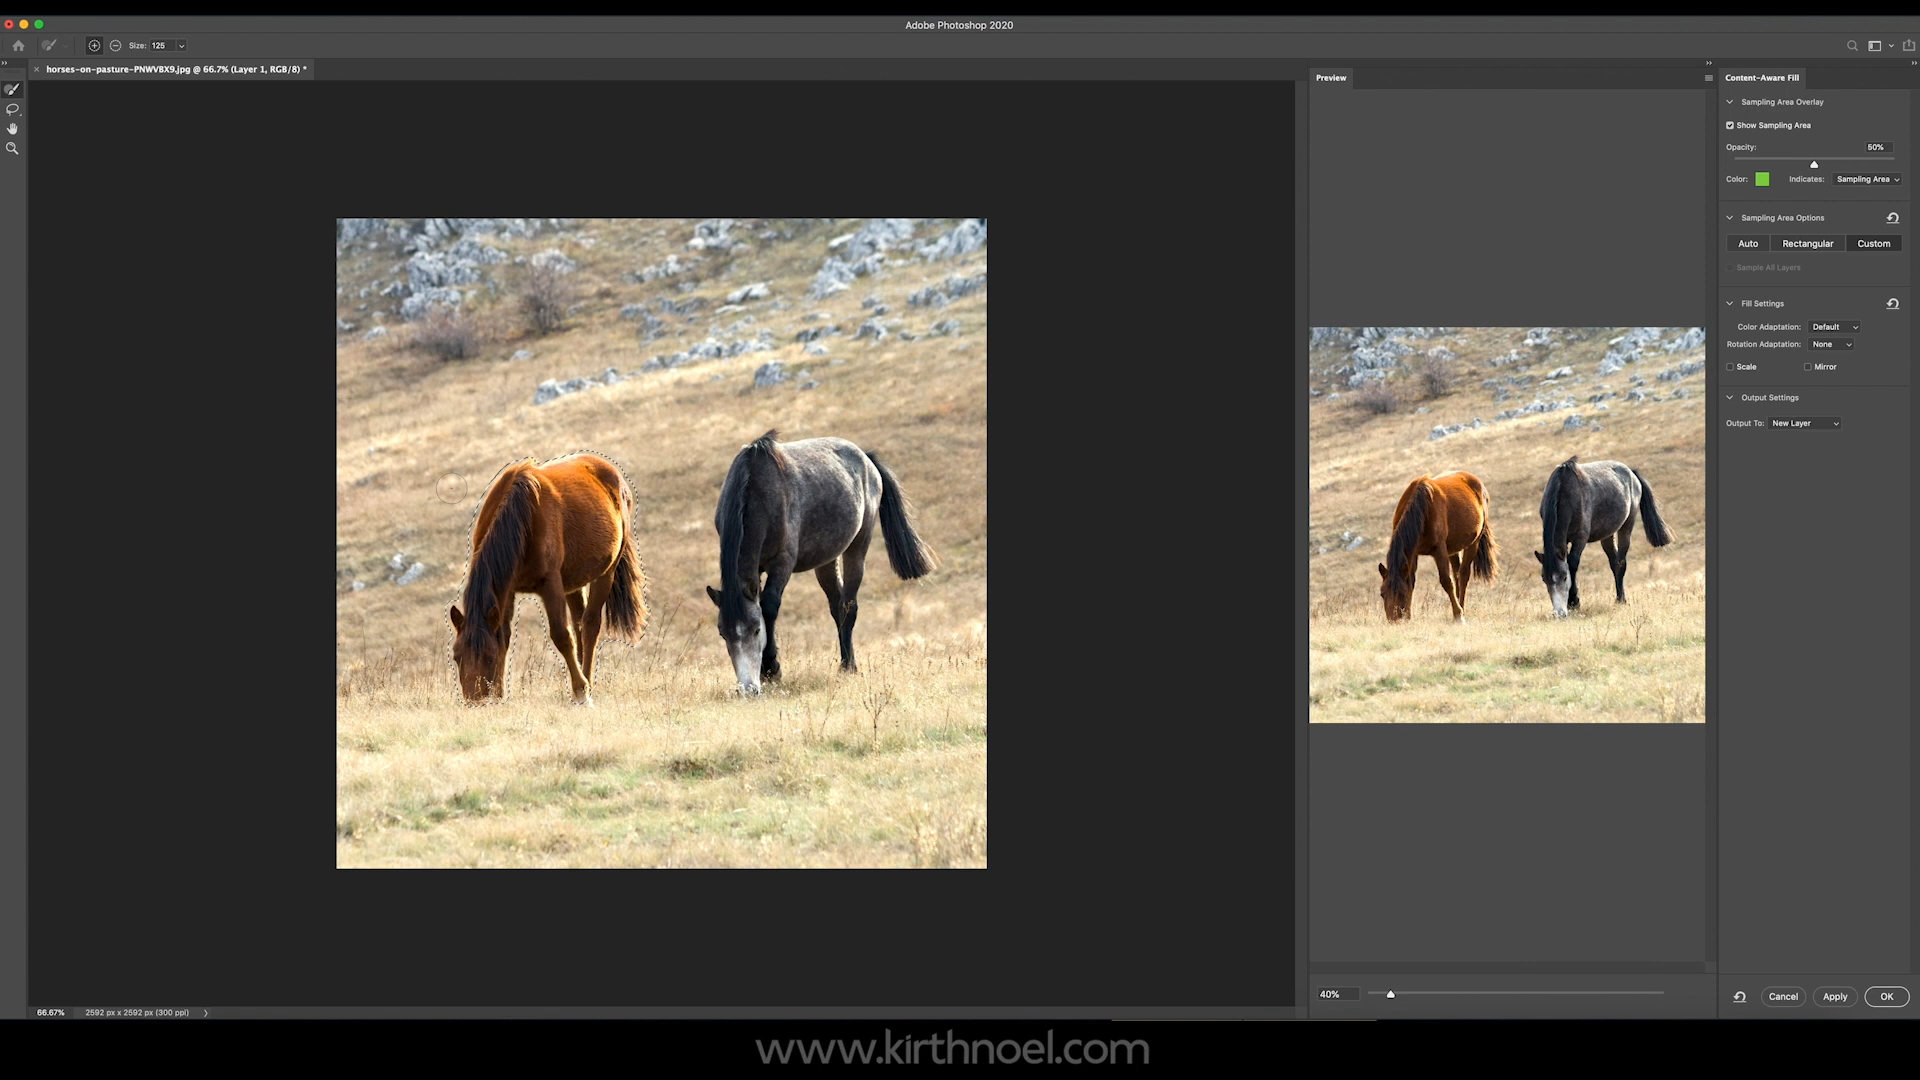 Adobe Photoshop 2020
Size: 125
horses-on-pasture-PNWVBX9.jpg @ 66.7% (Layer 1, RGB/8) *
Preview
Content-Aware Fill
Sampling Area Overlay
Show Sampling Area
Opacity: 50%
Color: Indicates: Sampling Area
Sampling Area Options
Auto Rectangular Custom
Sample All Layers
Fill Settings
Color Adaptation: Default
Rotation Adaptation: None
Scale Mirror
Output Settings
Output To: New Layer
40%
Cancel Apply OK
66.67% 2592 px x 2592 px (300 ppi)
www.kirthnoel.com